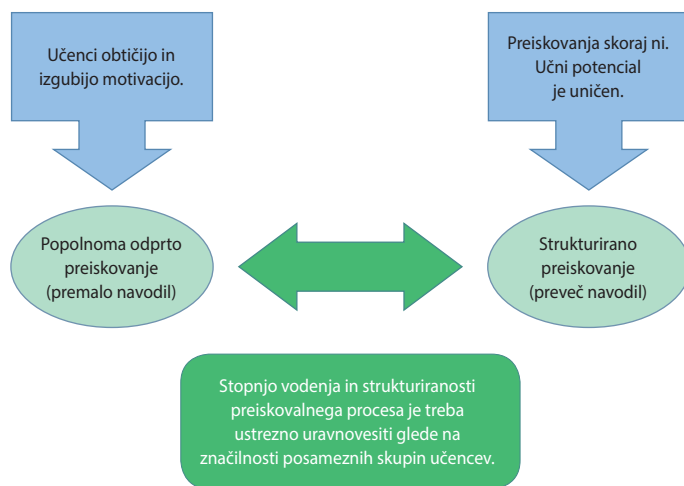 Učenci obtičijo in
izgubijo motivacijo.
Preiskovanja skoraj ni.
Učni potencial
je uničen.
Popolnoma odprto
preiskovanje
(premalo navodil)
Strukturirano
preiskovanje
(preveč navodil)
Stopnjo vodenja in strukturiranosti
preiskovalnega procesa je treba
ustrezno uravnovesiti glede na
značilnosti posameznih skupin učencev.